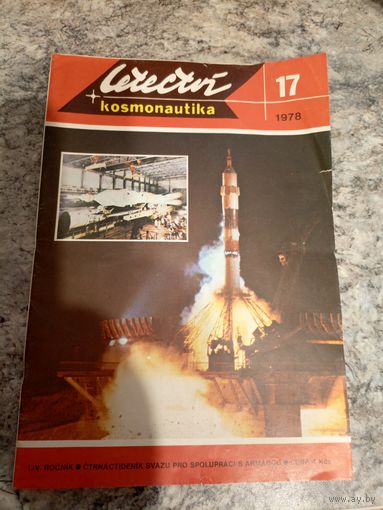 Letectví
+ kosmonautika
17
1978
LIV. ROČNÍK ● ČTRNÁCTIDENÍK SVAZU PRO SPOLUPRÁCI S ARMÁDOU ● CENA 4 Kčs
www.ay.by